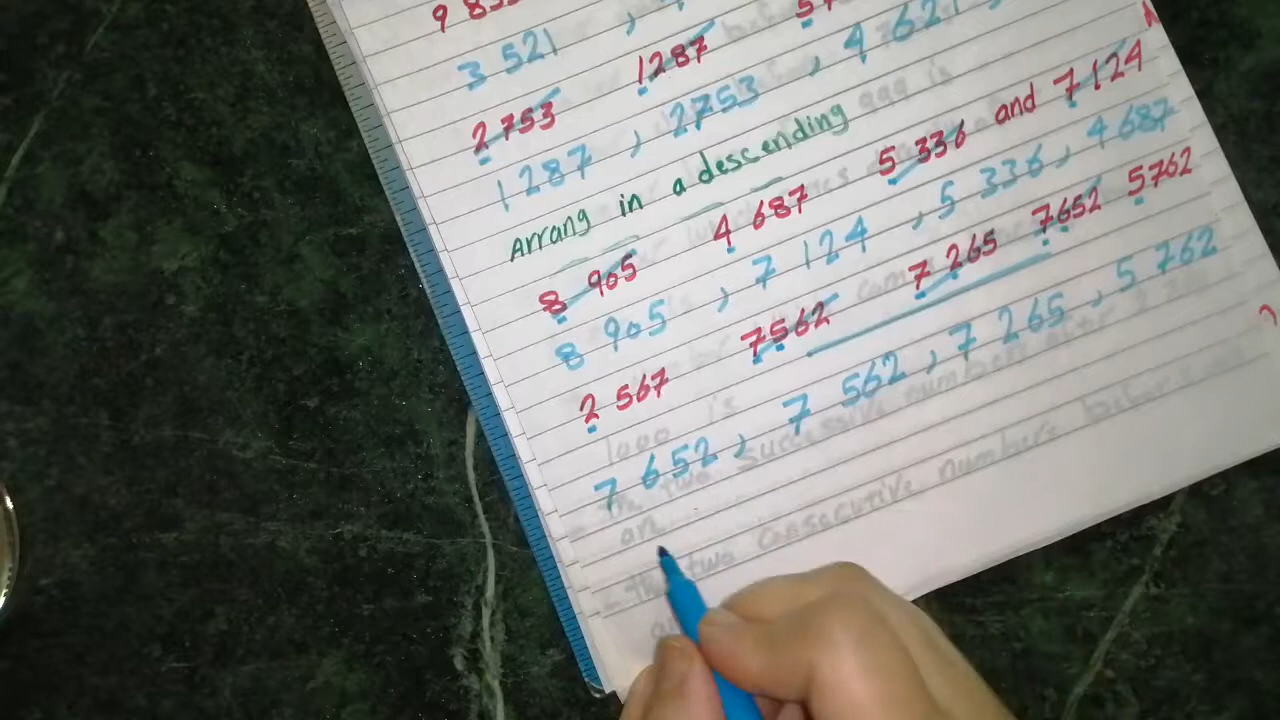 3 521 ,
2 753 1287
1 287 , 2753 , 4 621 ,
Arrang in a descending
8 905 4 687 5 336 and 7 124
8 905 , 7 124 , 5 336 , 4 687
2 567 7562 7 265 7652 5762
7 652 , 7 562 , 7 265 , 5 762